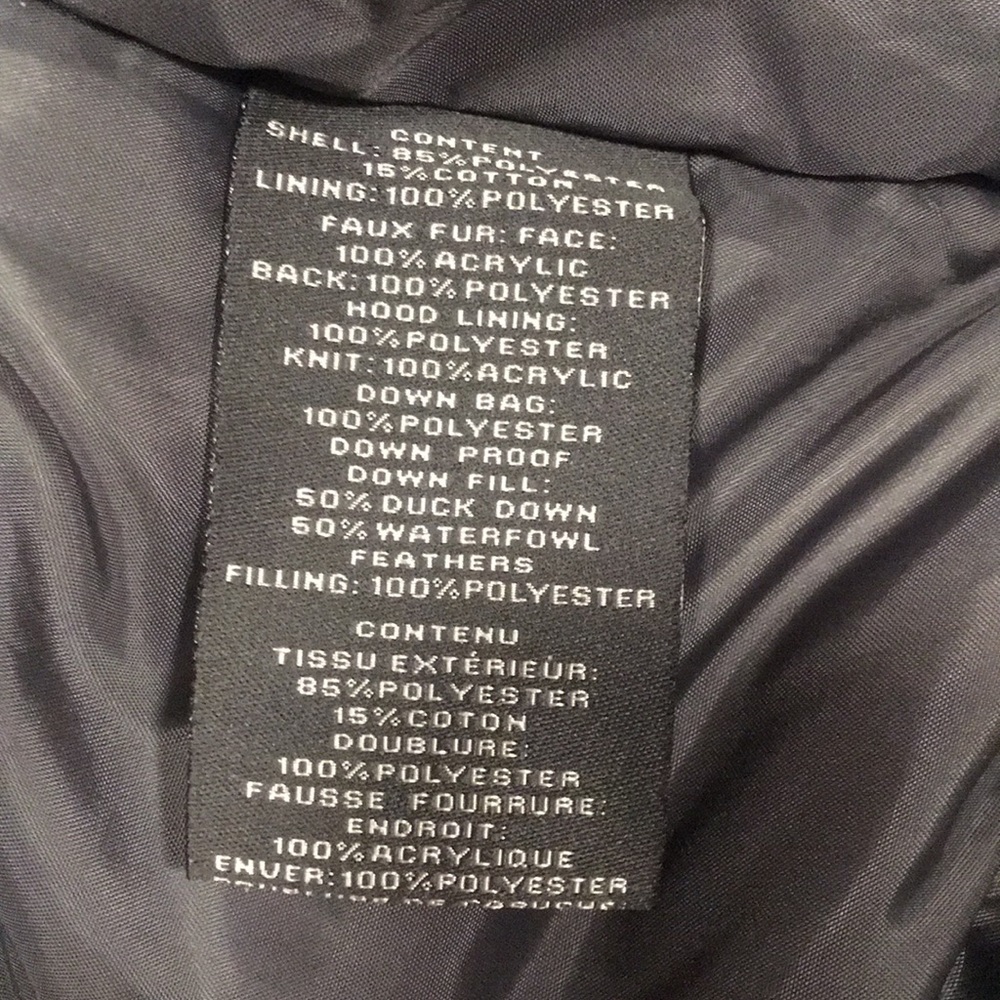 CONTENT
SHELL: 85%POLYESTER
15%COTTON
LINING:100%POLYESTER
FAUX FUR: FACE:
100%ACRYLIC
BACK:100%POLYESTER
HOOD LINING:
100%POLYESTER
KNIT:100%ACRYLIC
DOWN BAG:
100%POLYESTER
DOWN PROOF
DOWN FILL:
50%DUCK DOWN
50%WATERFOWL
FEATHERS
FILLING: 100%POLYESTER
CONTENU
TISSU EXTÉRIEÙR:
85%POLYESTER
15%COTON
DOUBLURE:
100%POLYESTER
FAUSSE FOURRURE:
ENDROIT:
100%ACRYLIQUE
ENVER:100%POLYESTER